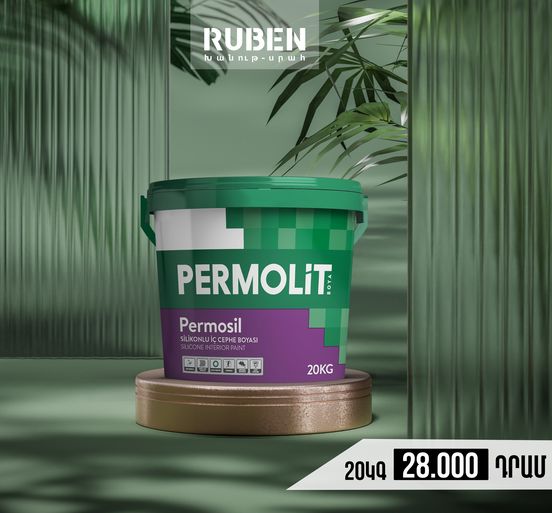 RUBEN
Խանութ-սրահ
PERMOLiT
BOYA
Permosil
SİLİKONLU İÇ CEPHE BOYASI
SILICONE INTERIOR PAINT
20KG
20ԿԳ 28.000 ԴՐԱՄ